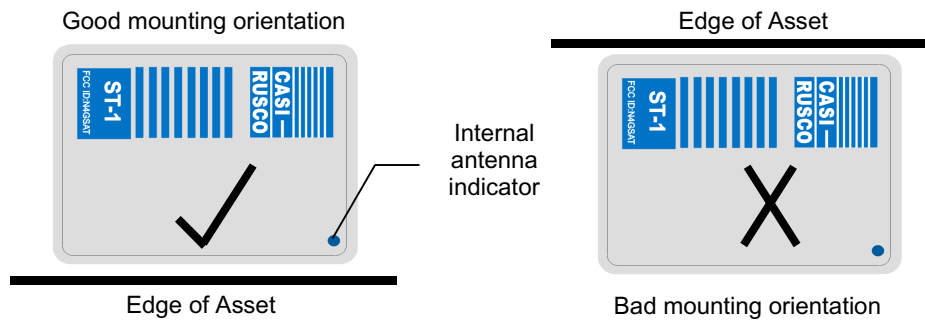 Good mounting orientation
Edge of Asset
FCC ID:N4GSAT
ST-1
CASI –
RUSCO
FCC ID:N4GSAT
ST-1
CASI –
RUSCO
Internal
antenna
indicator
Edge of Asset
Bad mounting orientation